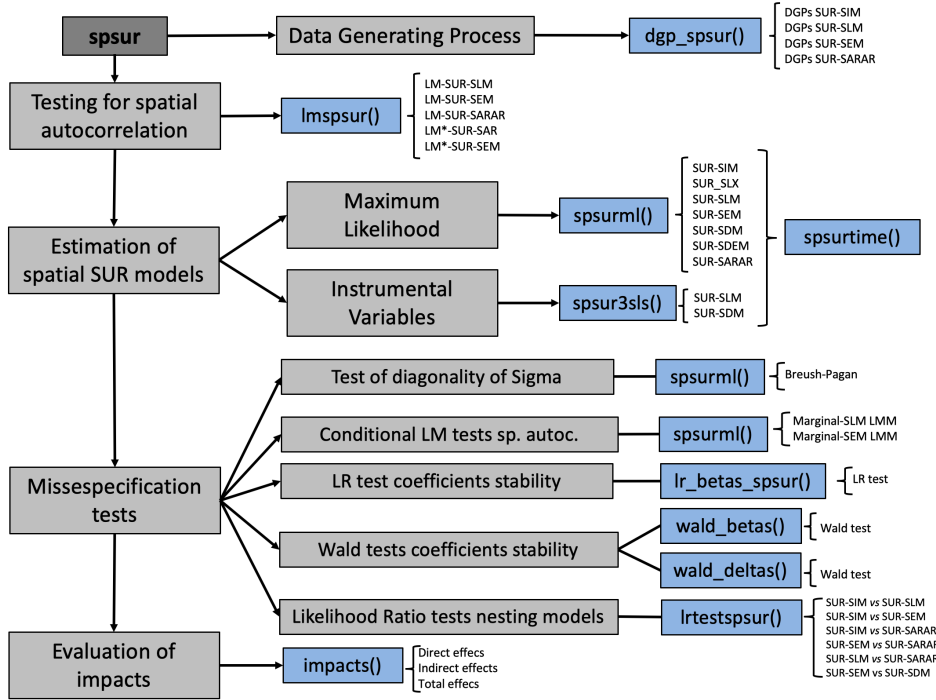 spsur
Data Generating Process
dgp_spsur()
DGPs SUR-SIM
DGPs SUR-SLM
DGPs SUR-SEM
DGPs SUR-SARAR
Testing for spatial
autocorrelation
lmspsur()
LM-SUR-SLM
LM-SUR-SEM
LM-SUR-SARAR
LM*-SUR-SAR
LM*-SUR-SEM
Estimation of
spatial SUR models
Maximum
Likelihood
spsurml()
SUR-SIM
SUR_SLX
SUR-SLM
SUR-SEM
SUR-SDM
SUR-SDEM
SUR-SARAR
spsurtime()
Instrumental
Variables
spsur3sls()
SUR-SLM
SUR-SDM
Missespecification
tests
Test of diagonality of Sigma
spsurml()
Breush-Pagan
Conditional LM tests sp. autoc.
spsurml()
Marginal-SLM LMM
Marginal-SEM LMM
LR test coefficients stability
lr_betas_spsur()
LR test
Wald tests coefficients stability
wald_betas()
Wald test
wald_deltas()
Wald test
Likelihood Ratio tests nesting models
lrtestspsur()
SUR-SIM vs SUR-SLM
SUR-SIM vs SUR-SEM
SUR-SIM vs SUR-SARAR
SUR-SEM vs SUR-SARAR
SUR-SLM vs SUR-SARAR
SUR-SEM vs SUR-SDM
Evaluation of
impacts
impacts()
Direct effecs
Indirect effects
Total effecs